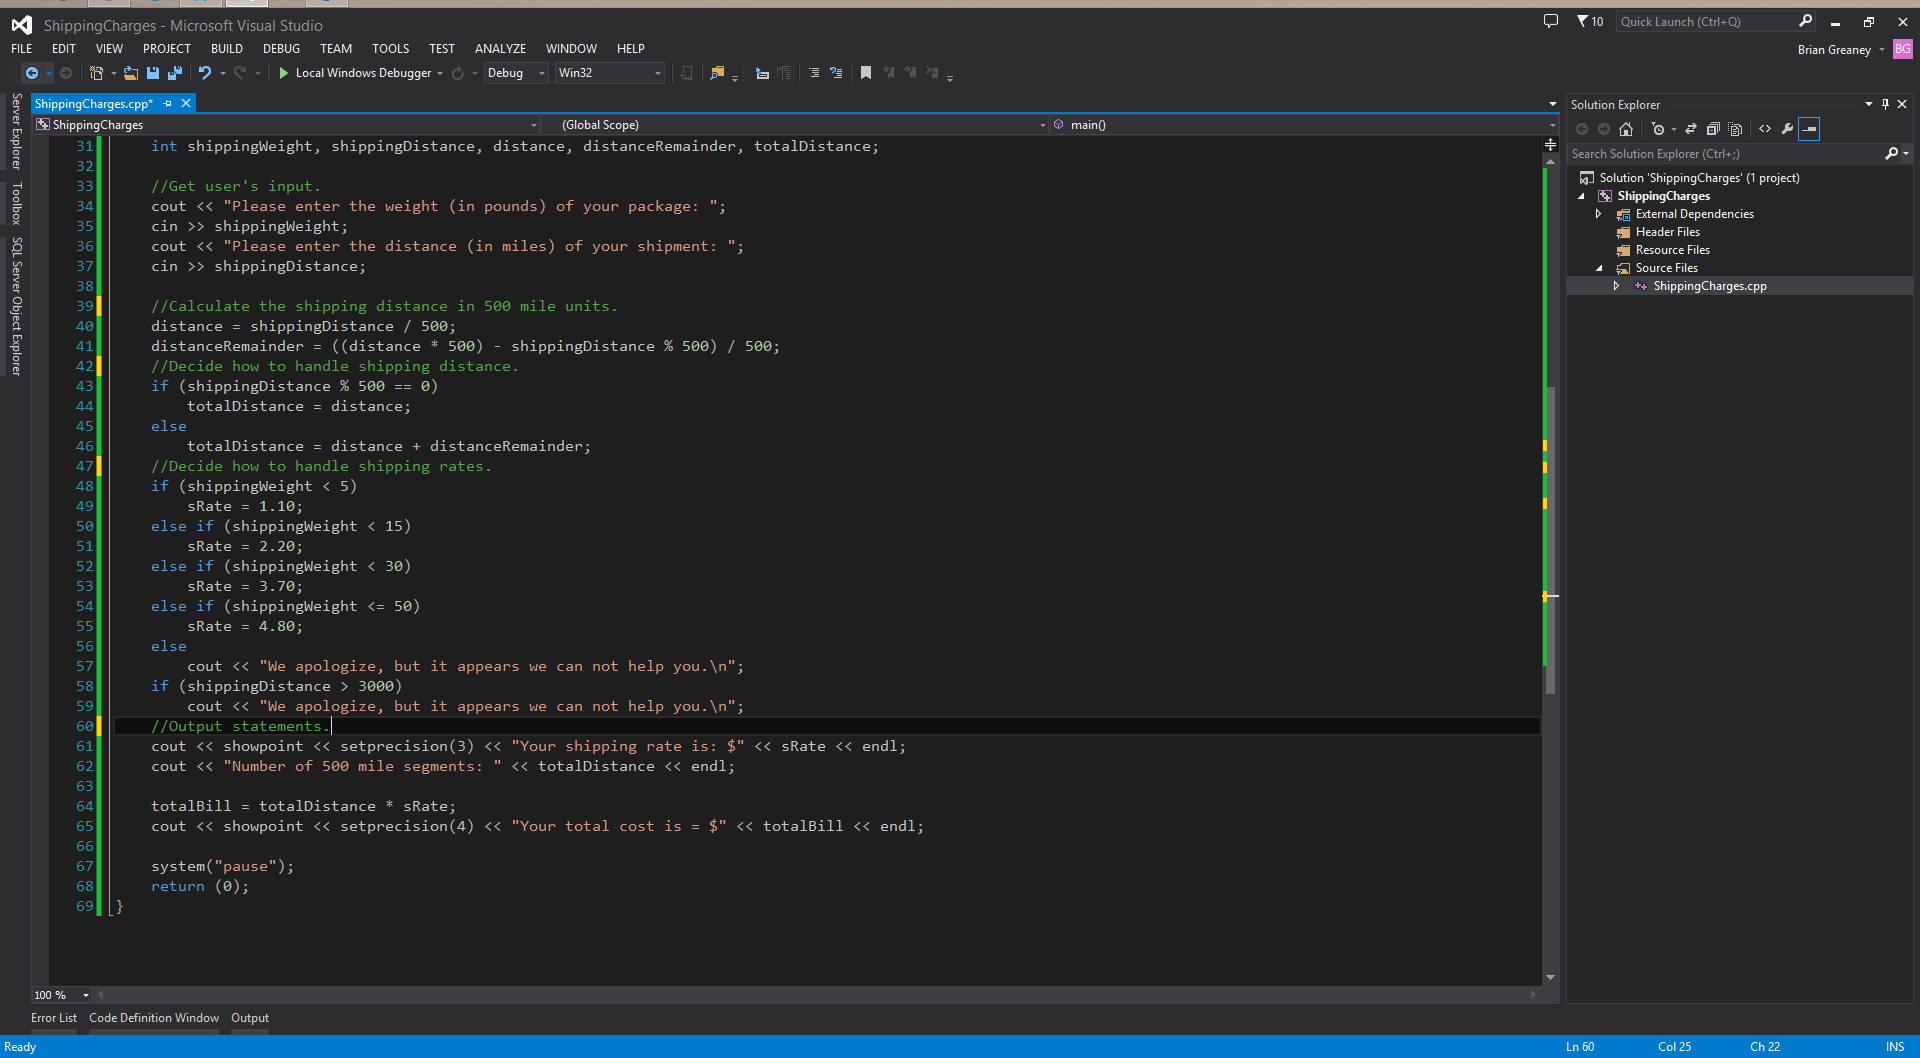 ShippingCharges - Microsoft Visual Studio
10
Quick Launch (Ctrl+Q)
FILE EDIT VIEW PROJECT BUILD DEBUG TEAM TOOLS TEST ANALYZE WINDOW HELP
Brian Greaney BG
Local Windows Debugger Debug Win32
Server Explorer
Toolbox
SQL Server Object Explorer
ShippingCharges.cpp*
ShippingCharges (Global Scope) main()
31 int shippingWeight, shippingDistance, distance, distanceRemainder, totalDistance;
32
33 //Get user's input.
34 cout << "Please enter the weight (in pounds) of your package: ";
35 cin >> shippingWeight;
36 cout << "Please enter the distance (in miles) of your shipment: ";
37 cin >> shippingDistance;
38
39 //Calculate the shipping distance in 500 mile units.
40 distance = shippingDistance / 500;
41 distanceRemainder = ((distance * 500) - shippingDistance % 500) / 500;
42 //Decide how to handle shipping distance.
43 if (shippingDistance % 500 == 0)
44 totalDistance = distance;
45 else
46 totalDistance = distance + distanceRemainder;
47 //Decide how to handle shipping rates.
48 if (shippingWeight < 5)
49 sRate = 1.10;
50 else if (shippingWeight < 15)
51 sRate = 2.20;
52 else if (shippingWeight < 30)
53 sRate = 3.70;
54 else if (shippingWeight <= 50)
55 sRate = 4.80;
56 else
57 cout << "We apologize, but it appears we can not help you.\n";
58 if (shippingDistance > 3000)
59 cout << "We apologize, but it appears we can not help you.\n";
60 //Output statements.
61 cout << showpoint << setprecision(3) << "Your shipping rate is: $" << sRate << endl;
62 cout << "Number of 500 mile segments: " << totalDistance << endl;
63
64 totalBill = totalDistance * sRate;
65 cout << showpoint << setprecision(4) << "Your total cost is = $" << totalBill << endl;
66
67 system("pause");
68 return (0);
69 }
Solution Explorer
Search Solution Explorer (Ctrl+;)
Solution 'ShippingCharges' (1 project)
ShippingCharges
External Dependencies
Header Files
Resource Files
Source Files
ShippingCharges.cpp
100 %
Error List Code Definition Window Output
Ready Ln 60 Col 25 Ch 22 INS